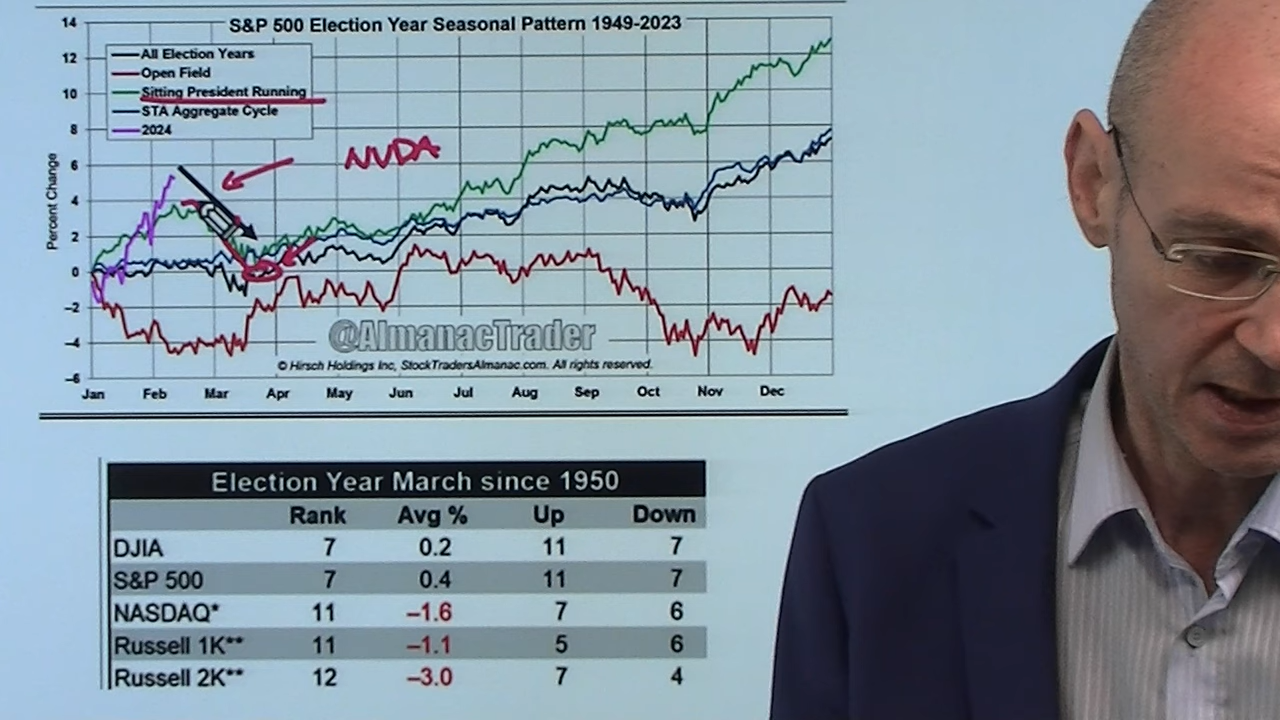 S&P 500 Election Year Seasonal Pattern 1949-2023
14
12
10
8
6
4
2
0
-2
-4
-6
Percent Change
All Election Years
Open Field
Sitting President Running
STA Aggregate Cycle
2024
NVDA
@AlmanacTrader
© Hirsch Holdings Inc, StockTradersAlmanac.com. All rights reserved.
Jan Feb Mar Apr May Jun Jul Aug Sep Oct Nov Dec
Election Year March since 1950
Rank Avg % Up Down
DJIA 7 0.2 11 7
S&P 500 7 0.4 11 7
NASDAQ* 11 –1.6 7 6
Russell 1K** 11 –1.1 5 6
Russell 2K** 12 –3.0 7 4